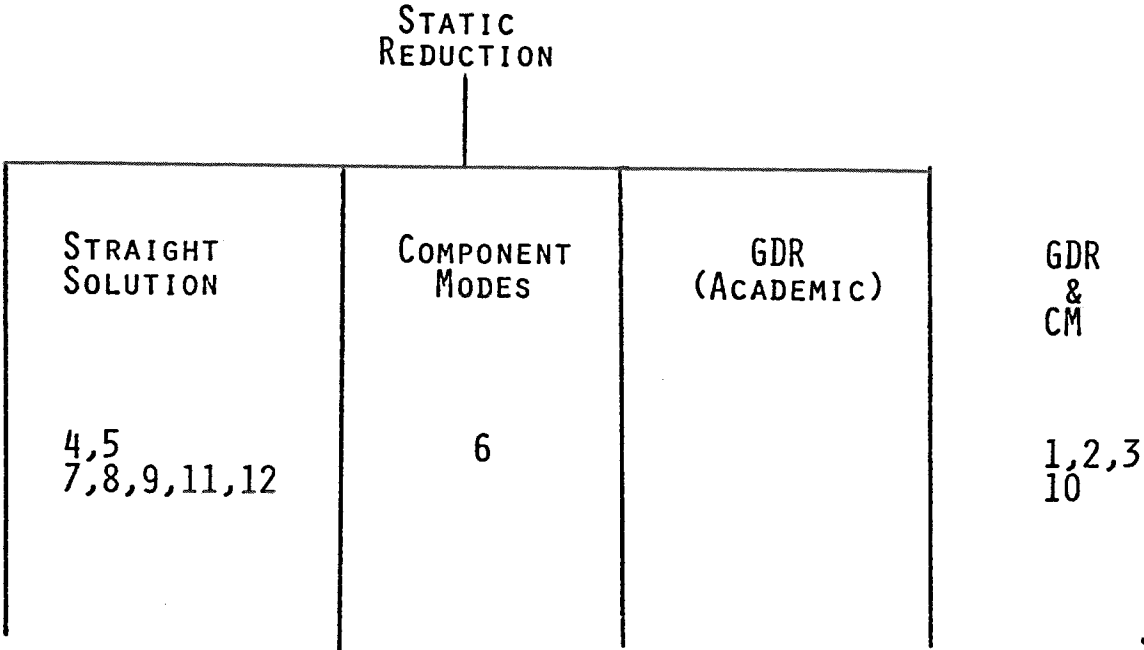 STATIC
REDUCTION
STRAIGHT
SOLUTION
COMPONENT
MODES
GDR
(ACADEMIC)
GDR
&
CM
4,5
7,8,9,11,12
6
1,2,3
10